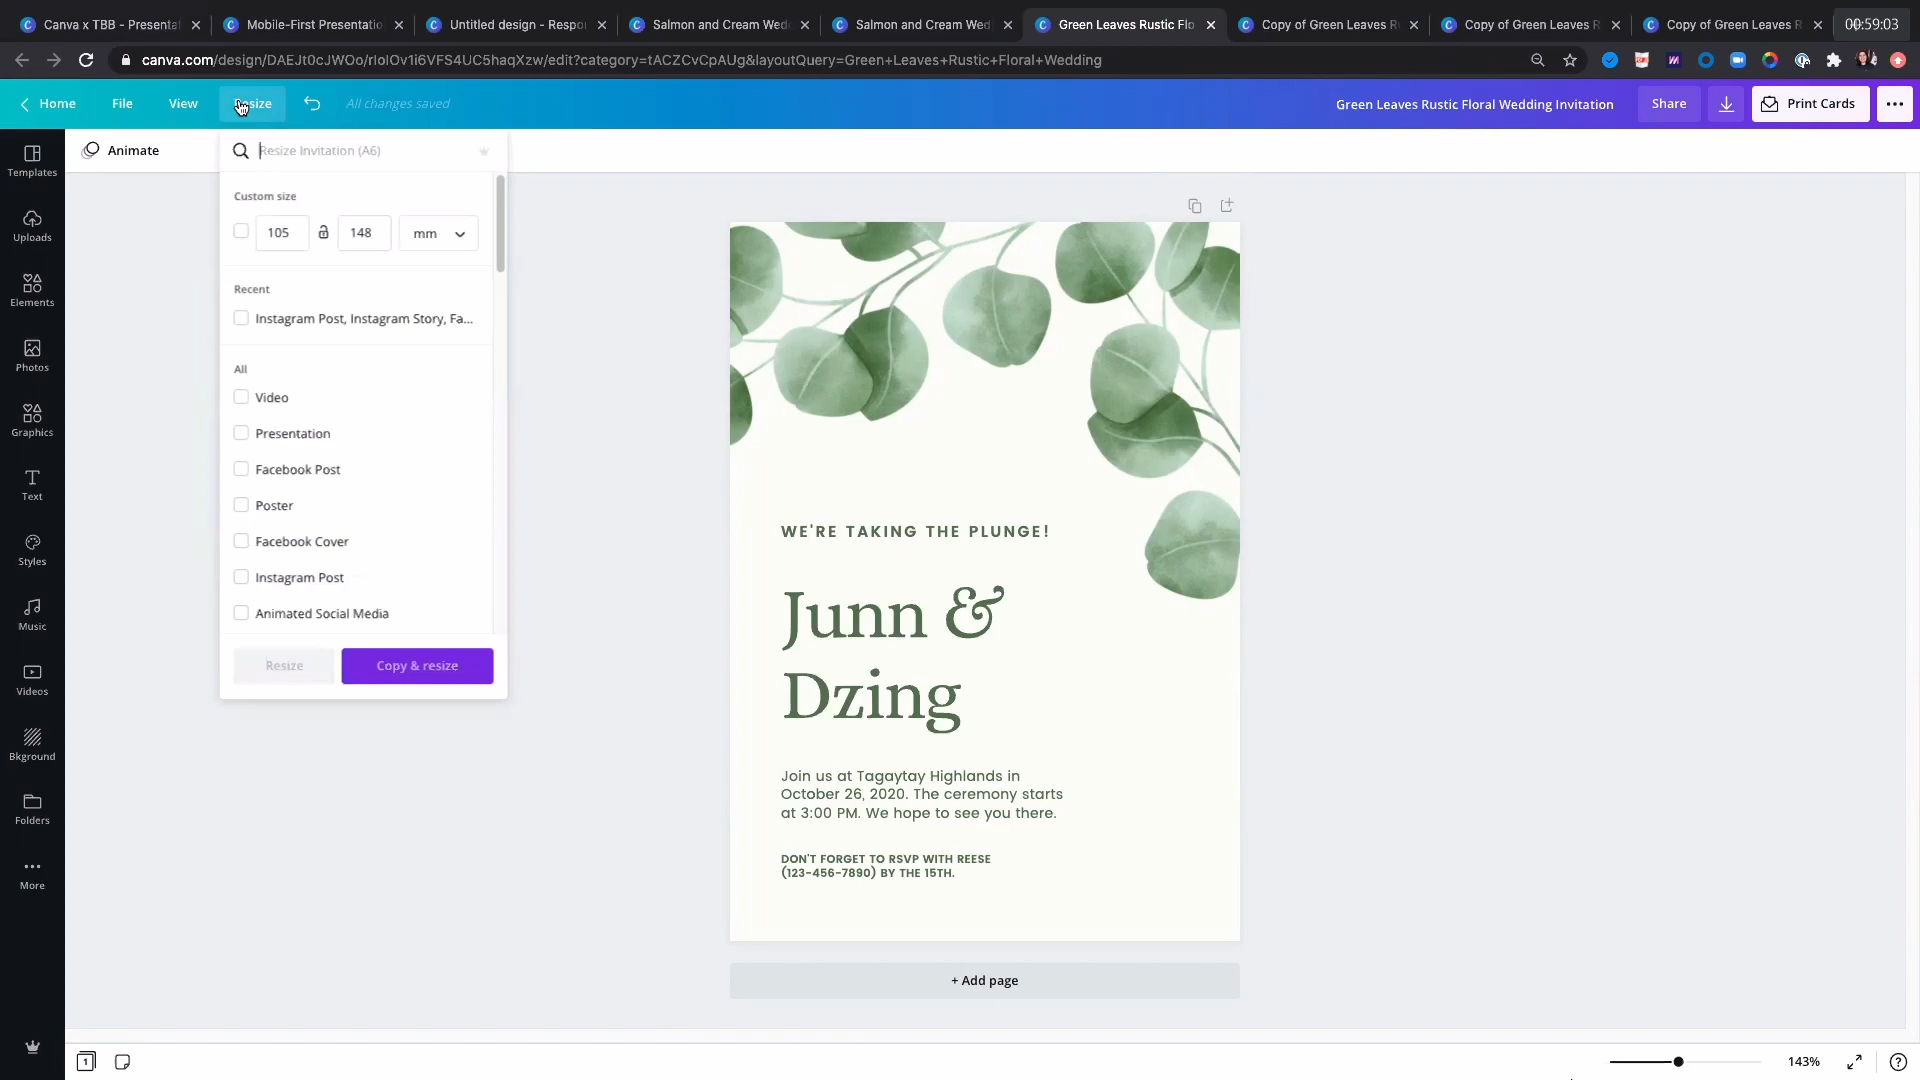 Canva x TBB - Presentat
Mobile-First Presentatio
Untitled design - Respo
Salmon and Cream Wed
Salmon and Cream Wed
Green Leaves Rustic Flo
Copy of Green Leaves R
Copy of Green Leaves R
Copy of Green Leaves R
00:59:03
canva.com/design/DAEJt0cJWOo/rIolOv1i6VFS4UC5haqXzw/edit?category=tACZCvCpAUg&layoutQuery=Green+Leaves+Rustic+Floral+Wedding
Home
File
View
Resize
All changes saved
Green Leaves Rustic Floral Wedding Invitation
Share
Print Cards
Templates
Uploads
Elements
Photos
Graphics
Text
Styles
Music
Videos
Bkground
Folders
More
Animate
Resize Invitation (A6)
Custom size
105
148
mm
Recent
Instagram Post, Instagram Story, Fa...
All
Video
Presentation
Facebook Post
Poster
Facebook Cover
Instagram Post
Animated Social Media
Resize
Copy & resize
WE'RE TAKING THE PLUNGE!
Junn &
Dzing
Join us at Tagaytay Highlands in
October 26, 2020. The ceremony starts
at 3:00 PM. We hope to see you there.
DON'T FORGET TO RSVP WITH REESE
(123-456-7890) BY THE 15TH.
+ Add page
1
143%